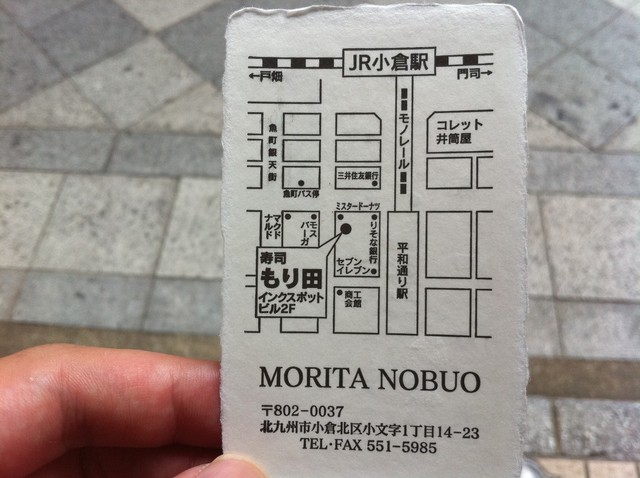 JR小倉駅
←戸畑
門司→
魚町銀天街
モノレール
コレット
井筒屋
三井住友銀行
魚町バス停
ミスタードーナツ
マクド
ナルド
モス
バーガ
りそな銀行
平和通り駅
セブン
イレブン
寿司
もり田
インクスポット
ビル2F
商工
会館
MORITA NOBUO
〒802-0037
北九州市小倉北区小文字1丁目14-23
TEL·FAX 551-5985